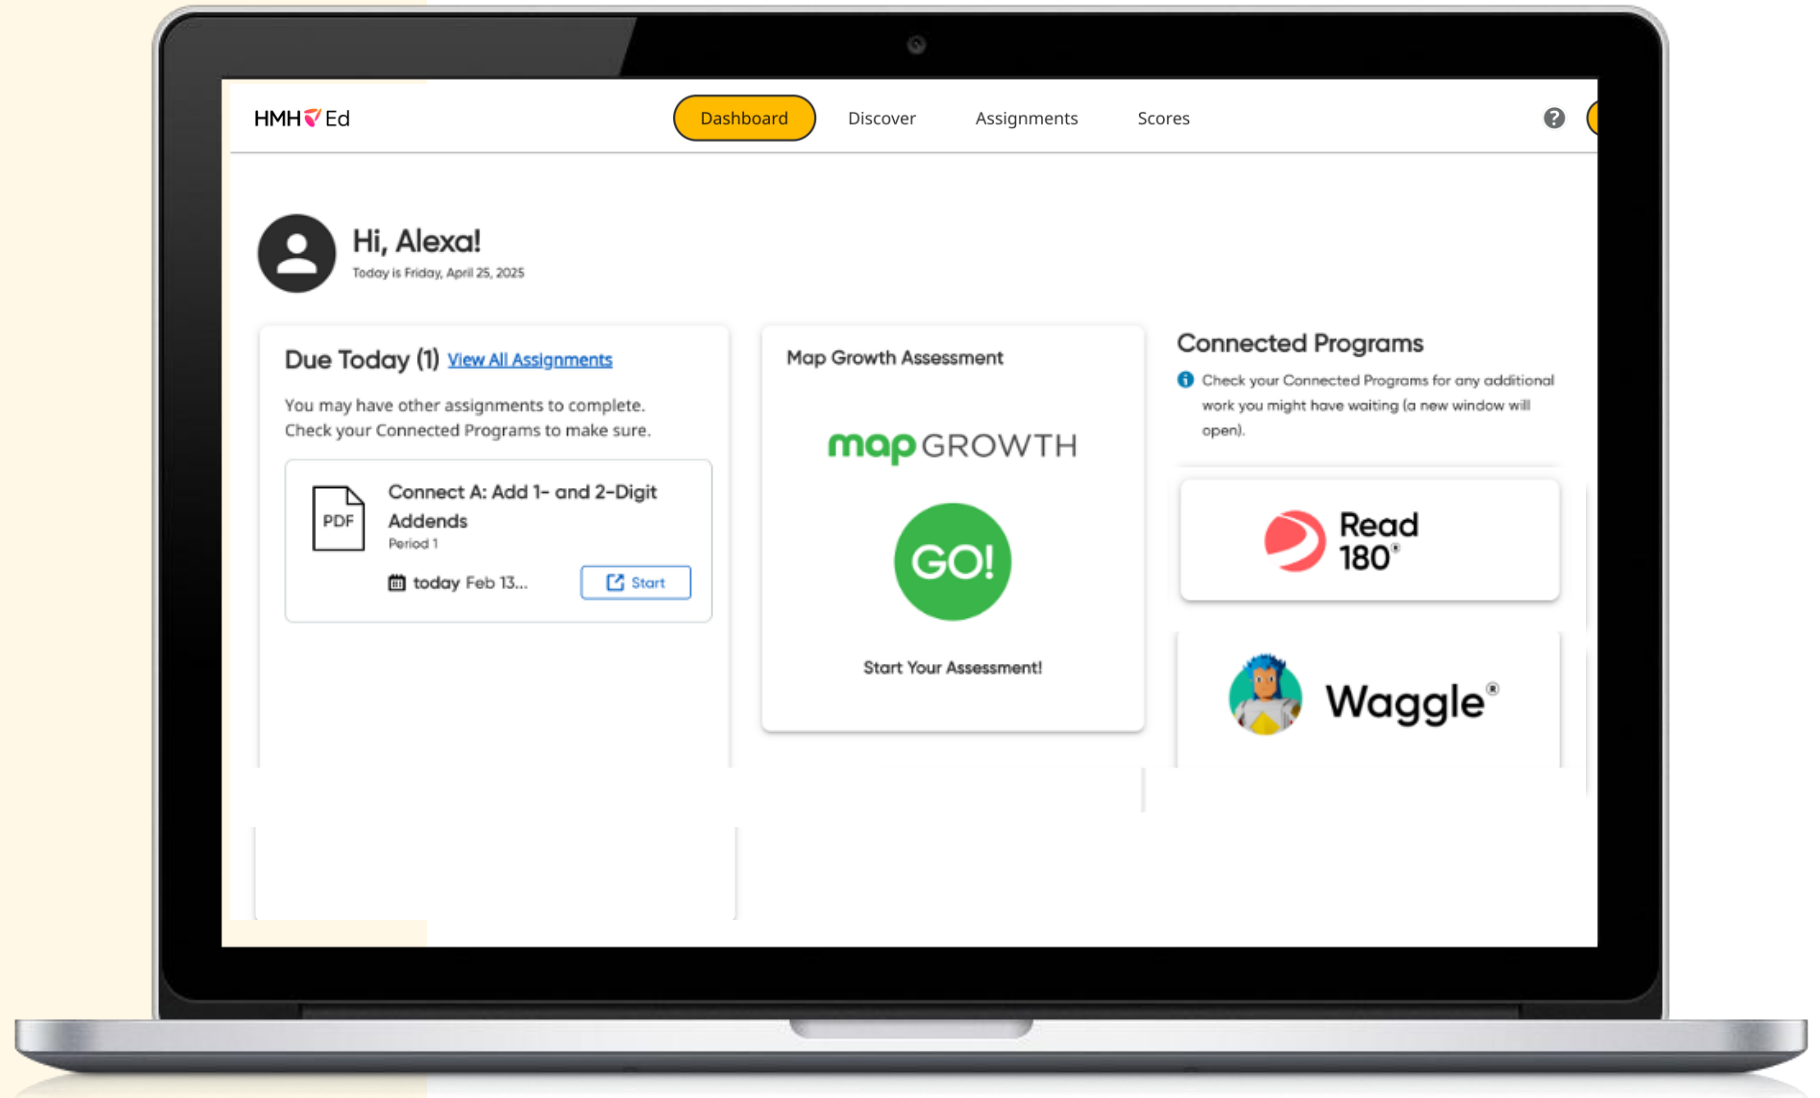 HMH Ed
Dashboard
Discover
Assignments
Scores
?
Hi, Alexa!
Today is Friday, April 25, 2025
Due Today (1) View All Assignments
You may have other assignments to complete.
Check your Connected Programs to make sure.
PDF
Connect A: Add 1- and 2-Digit
Addends
Period 1
today Feb 13...
Start
Map Growth Assessment
map GROWTH
GO!
Start Your Assessment!
Connected Programs
Check your Connected Programs for any additional
work you might have waiting (a new window will
open).
Read
180®
Waggle®